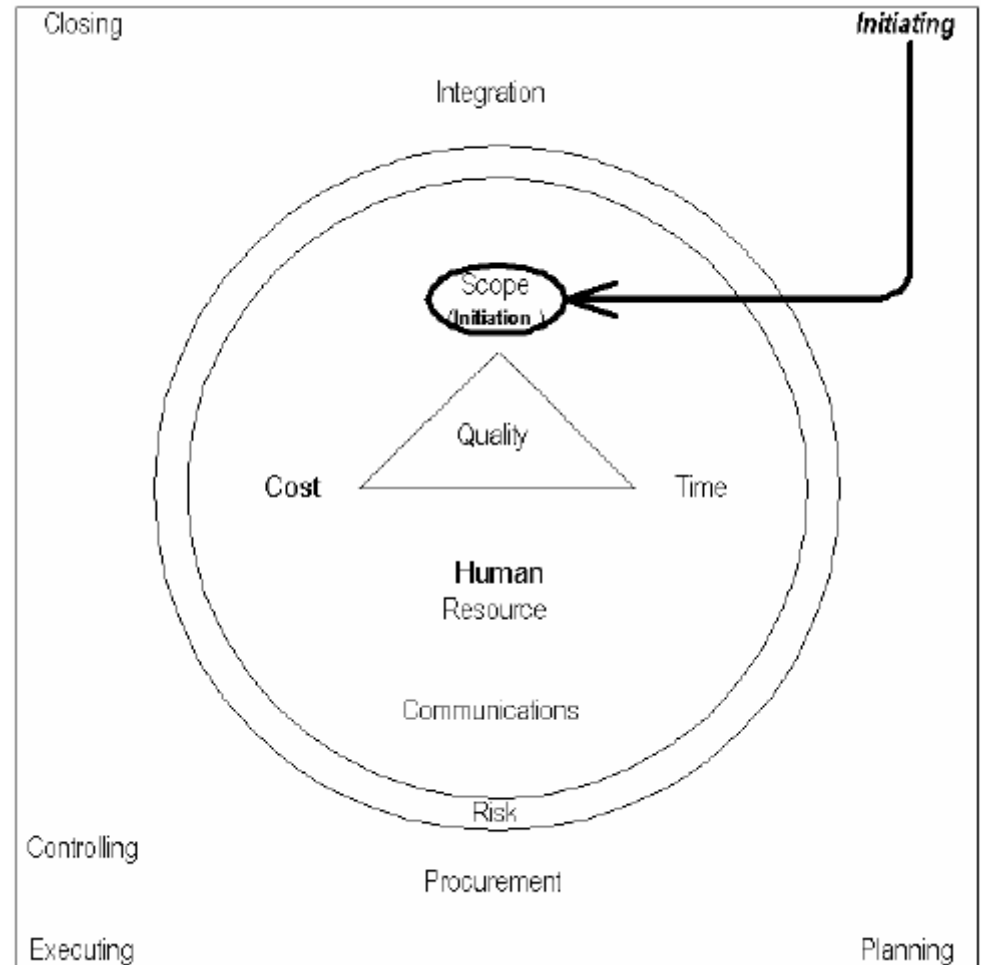 Closing
Initiating
Integration
Scope
(Initiation )
Quality
Cost
Time
Human
Resource
Communications
Risk
Controlling
Procurement
Executing
Planning